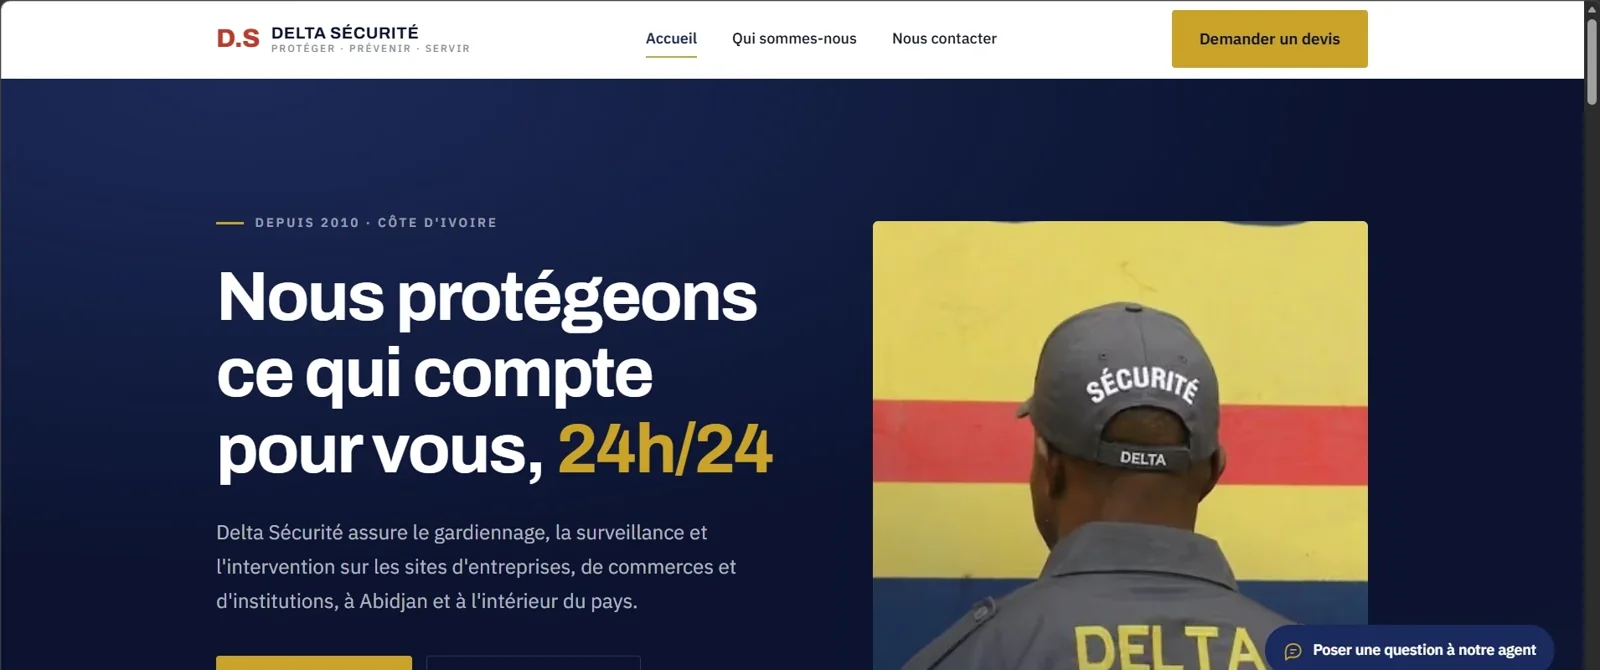 D.S DELTA SÉCURITÉ
PROTÉGER · PRÉVENIR · SERVIR
Accueil
Qui sommes-nous
Nous contacter
Demander un devis
DEPUIS 2010 · CÔTE D'IVOIRE
Nous protégeons
ce qui compte
pour vous, 24h/24
Delta Sécurité assure le gardiennage, la surveillance et
l'intervention sur les sites d'entreprises, de commerces et
d'institutions, à Abidjan et à l'intérieur du pays.
SÉCURITÉ
DELTA
DELTA
Poser une question à notre agent